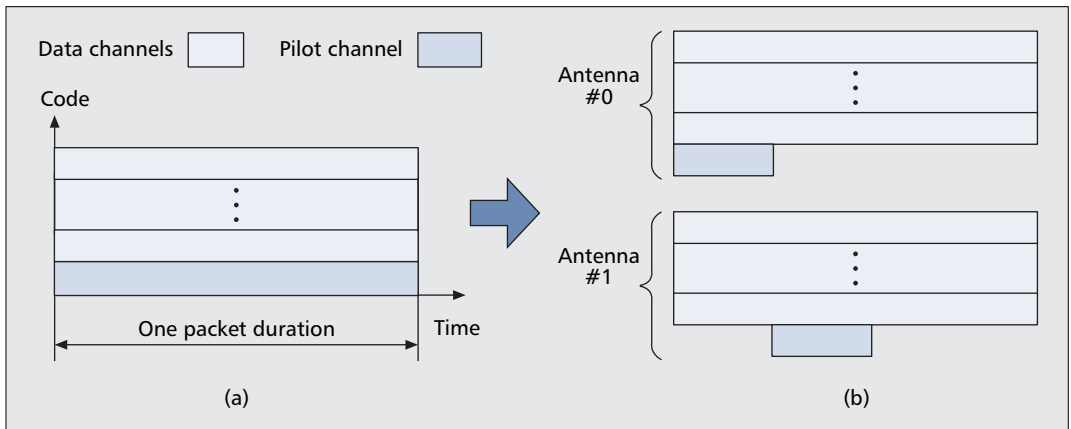 Data channels
Pilot channel
Code
Time
One packet duration
(a)
Antenna
#0
Antenna
#1
(b)